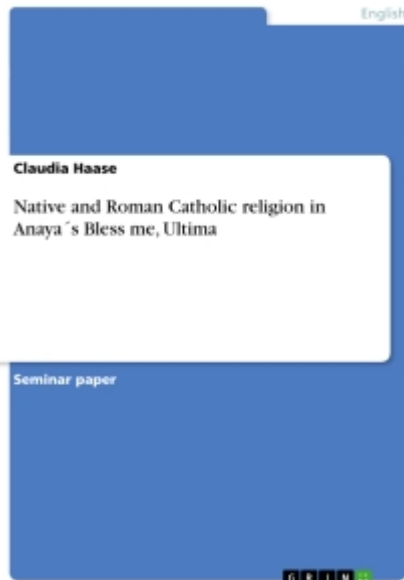 English
Claudia Haase
Native and Roman Catholic religion in
Anaya´s Bless me, Ultima
Seminar paper
GRIN